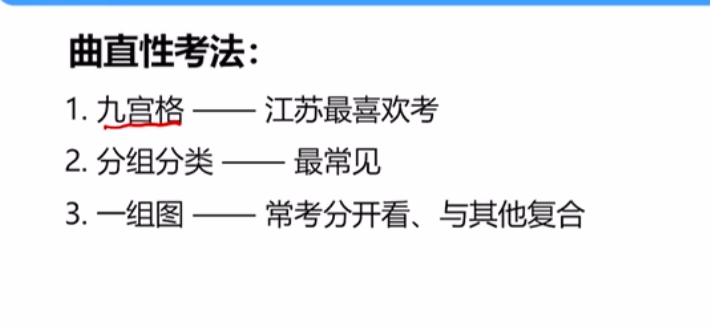 曲直性考法：
1. 九宫格 —— 江苏最喜欢考
2. 分组分类 —— 最常见
3. 一组图 —— 常考分开看、与其他复合